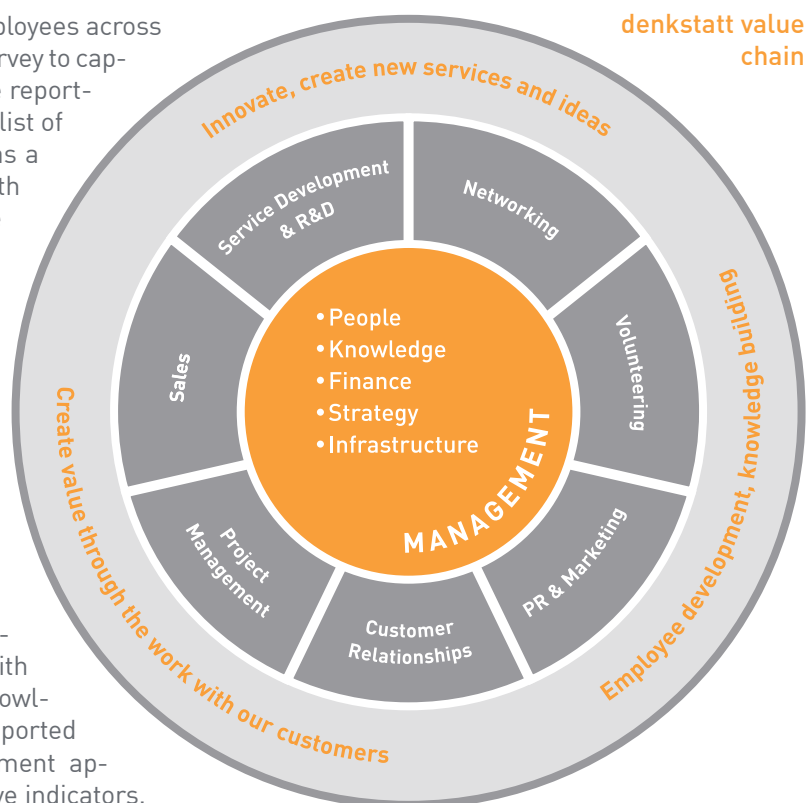 ployees across
rvey to cap-
e report-
list of
as a
th
denkstatt value
chain
Innovate, create new services and ideas
Service Development
& R&D
Networking
Volunteering
PR & Marketing
Customer
Relationships
Project
Management
Sales
• People
• Knowledge
• Finance
• Strategy
• Infrastructure
MANAGEMENT
Employee development, knowledge building
Create value through the work with our customers
-
vith
owl-
ported
ment ap-
ve indicators.